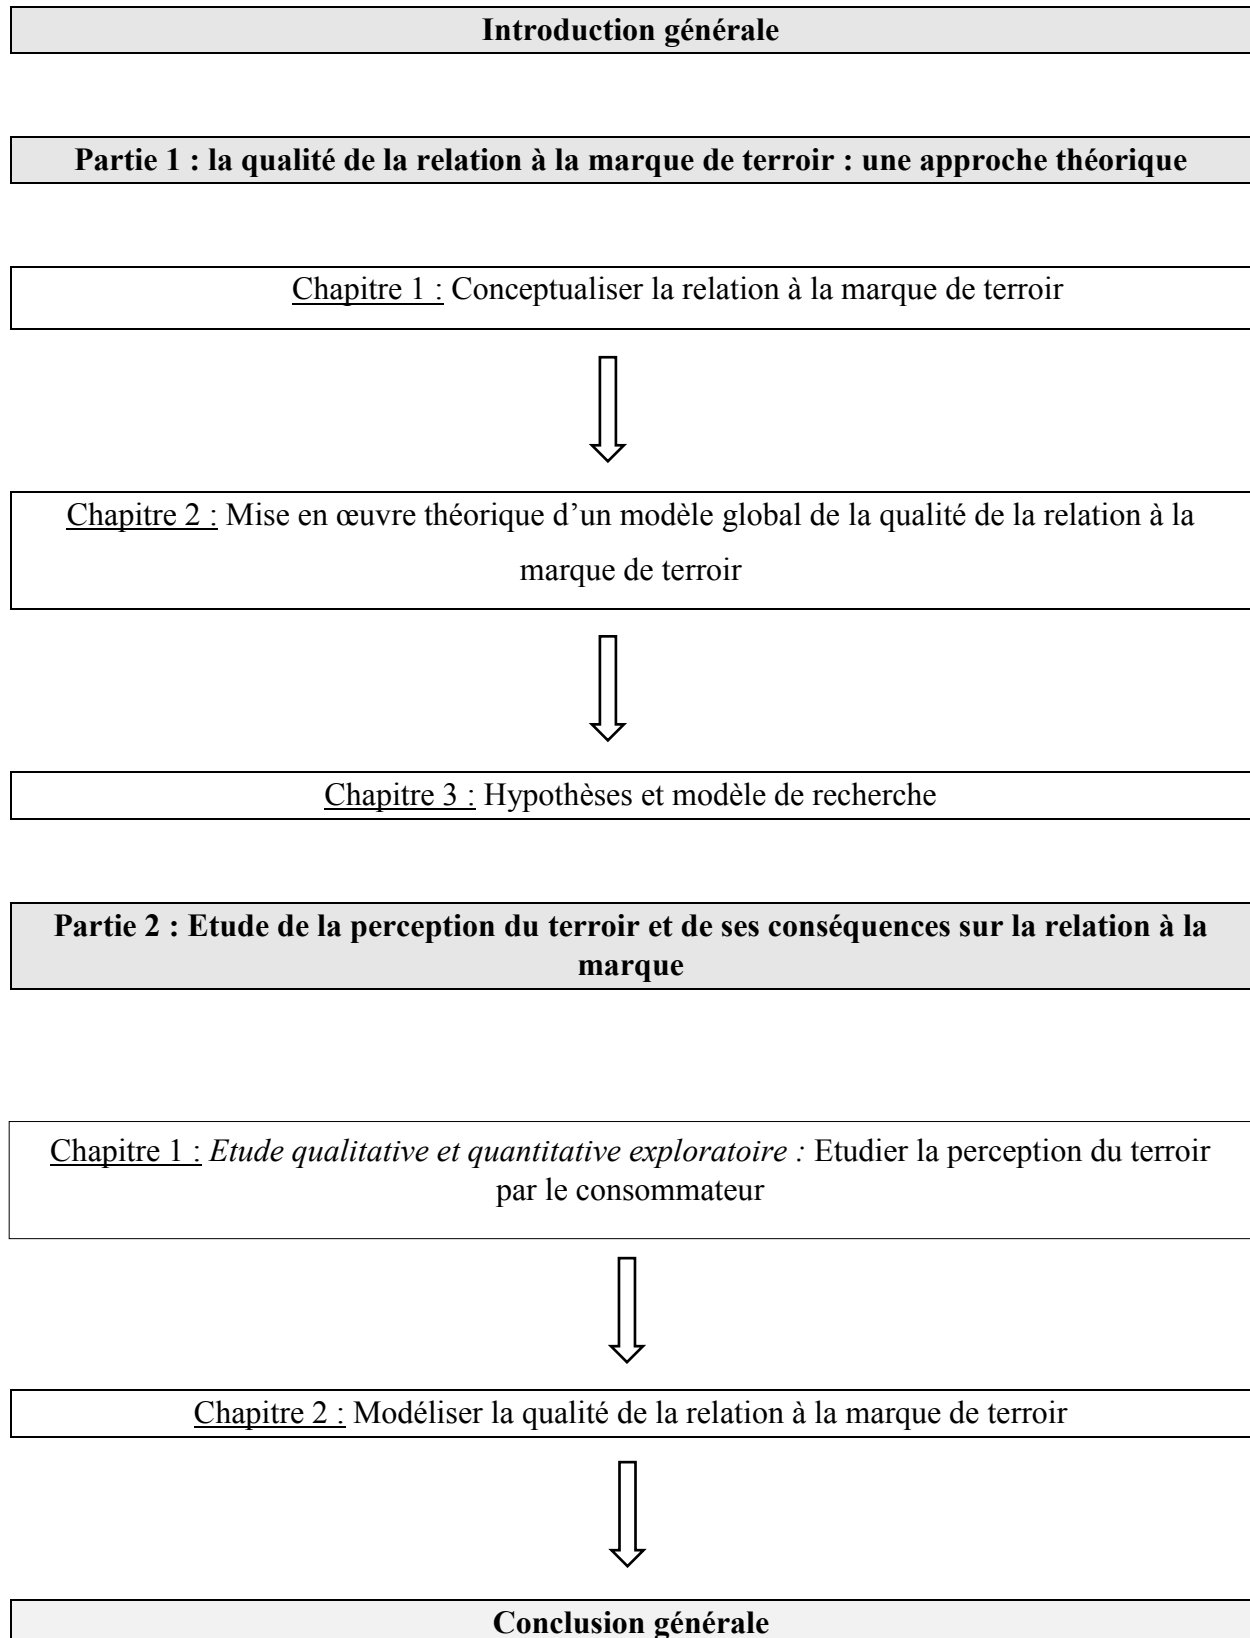 Introduction générale
Partie 1 : la qualité de la relation à la marque de terroir : une approche théorique
Chapitre 1 : Conceptualiser la relation à la marque de terroir
Chapitre 2 : Mise en œuvre théorique d’un modèle global de la qualité de la relation à la
marque de terroir
Chapitre 3 : Hypothèses et modèle de recherche
Partie 2 : Etude de la perception du terroir et de ses conséquences sur la relation à la
marque
Chapitre 1 : Etude qualitative et quantitative exploratoire : Etudier la perception du terroir
par le consommateur
Chapitre 2 : Modéliser la qualité de la relation à la marque de terroir
Conclusion générale